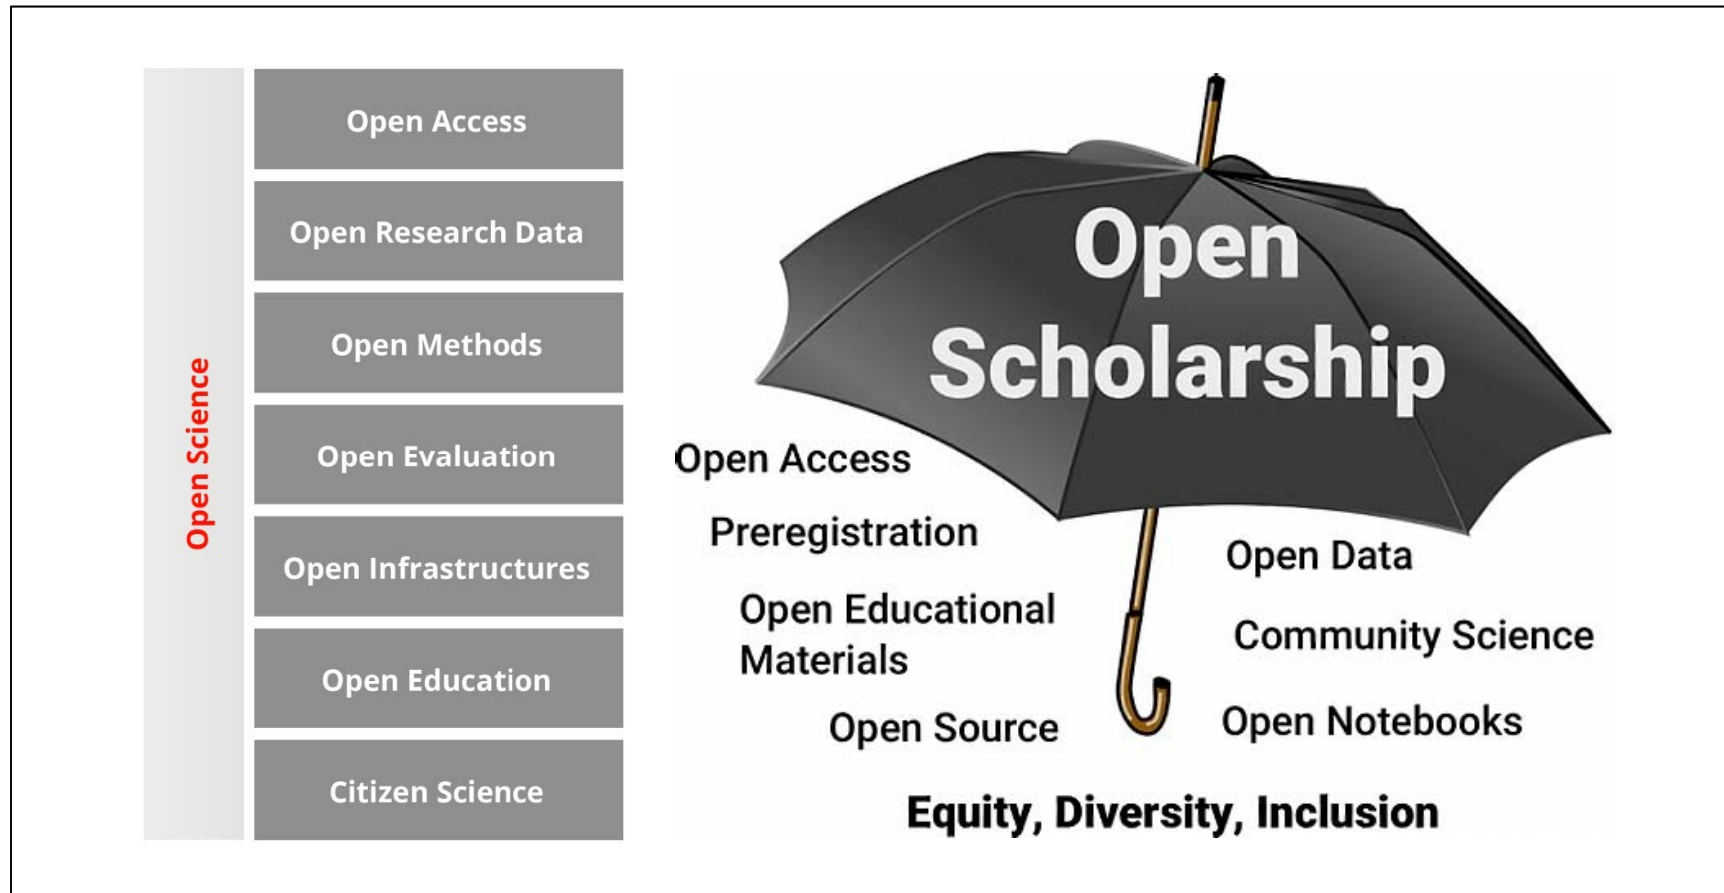 Open Science
Open Access
Open Research Data
Open Methods
Open Evaluation
Open Infrastructures
Open Education
Citizen Science
Open
Scholarship
Open Access
Preregistration
Open Educational
Materials
Open Source
Open Data
Community Science
Open Notebooks
Equity, Diversity, Inclusion